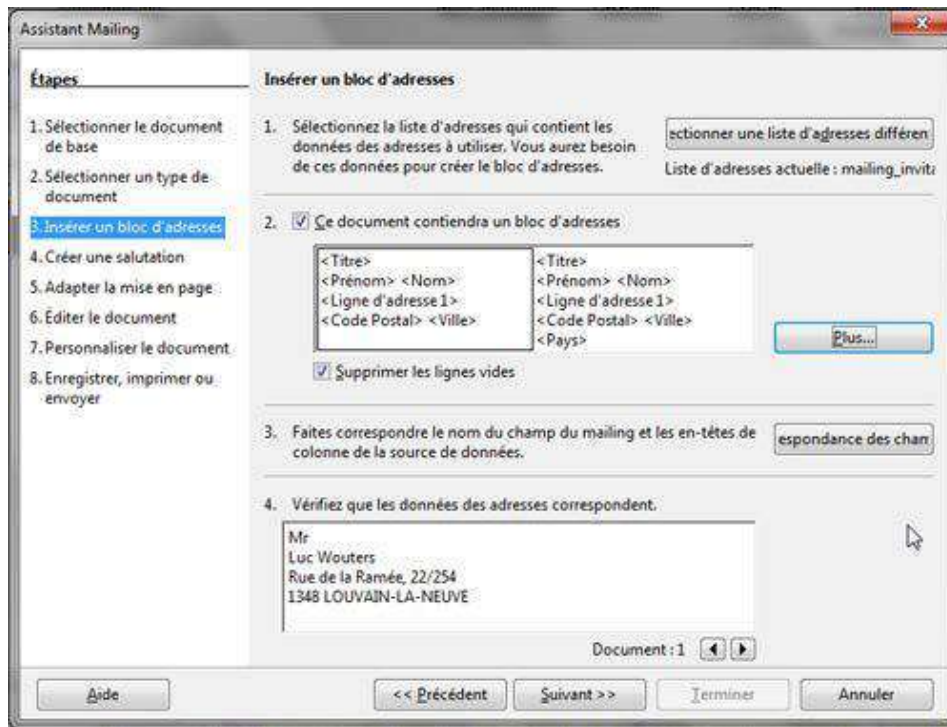 Assistant Mailing
Étapes
1. Sélectionner le document
de base
2. Sélectionner un type de
document
3. Insérer un bloc d'adresses
4. Créer une salutation
5. Adapter la mise en page
6. Éditer le document
7. Personnaliser le document
8. Enregistrer, imprimer ou
envoyer
Insérer un bloc d'adresses
1. Sélectionnez la liste d'adresses qui contient les
données des adresses à utiliser. Vous aurez besoin
de ces données pour créer le bloc d'adresses.
ectionner une liste d'adresses différen
Liste d'adresses actuelle : mailing_invita
2. Ce document contiendra un bloc d'adresses
<Titre>
<Prénom> <Nom>
<Ligne d'adresse 1>
<Code Postal> <Ville>
<Titre>
<Prénom> <Nom>
<Ligne d'adresse 1>
<Code Postal> <Ville>
<Pays>
Plus...
Supprimer les lignes vides
3. Faites correspondre le nom du champ du mailing et les en-têtes de
colonne de la source de données.
espondance des cham
4. Vérifiez que les données des adresses correspondent.
Mr
Luc Wouters
Rue de la Ramée, 22/254
1348 LOUVAIN-LA-NEUVE
Document : 1
Aide
<< Précédent
Suivant >>
Terminer
Annuler